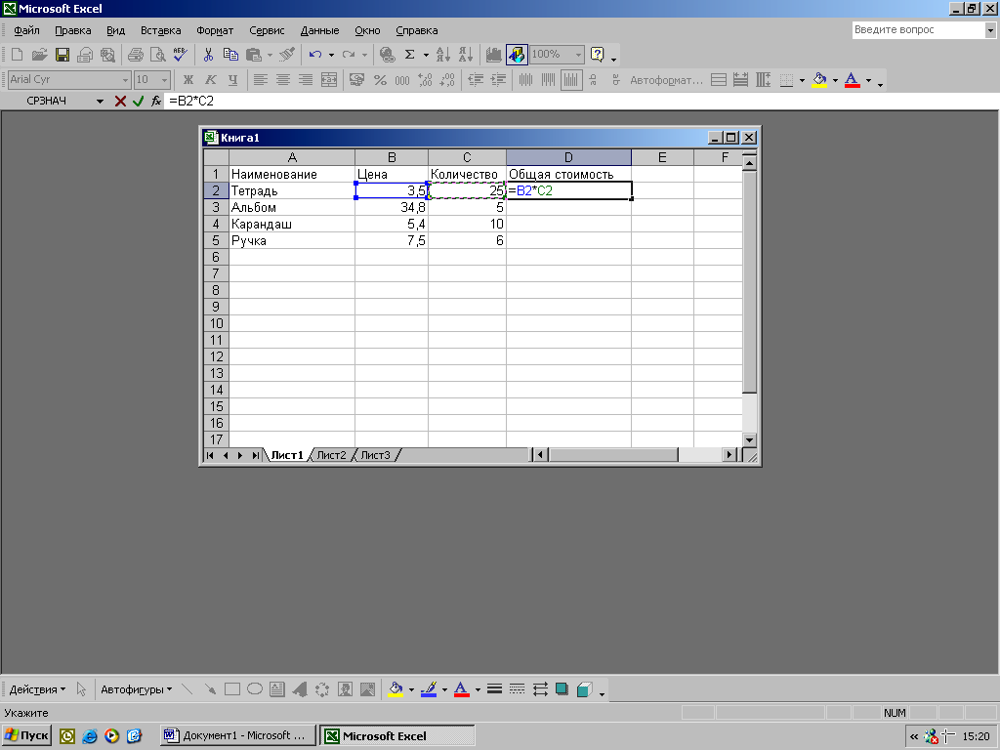 Microsoft Excel
Файл Правка Вид Вставка Формат Сервис Данные Окно Справка Введите вопрос
100%
Arial Cyr 10 Ж К Ч % 000 Автоформат...
СРЗНАЧ =B2*C2
Книга1
A B C D E F
1 Наименование Цена Количество Общая стоимость
2 Тетрадь 3,5 25 =B2*C2
3 Альбом 34,8 5
4 Карандаш 5,4 10
5 Ручка 7,5 6
6
7
8
9
10
11
12
13
14
15
16
17
Лист1 Лист2 Лист3
Действия Автофигуры
Укажите NUM
Пуск Документ1 - Microsoft ... Microsoft Excel « 15:20